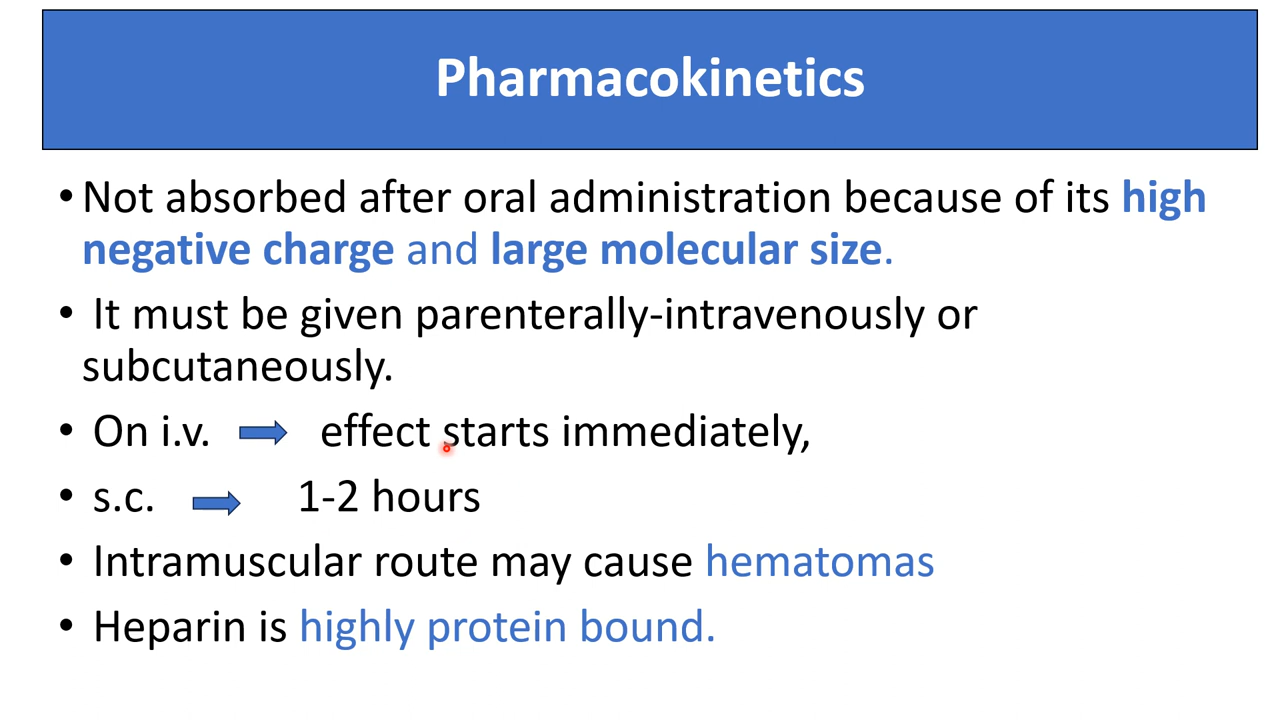 Pharmacokinetics
• Not absorbed after oral administration because of its high
negative charge and large molecular size.
• It must be given parenterally-intravenously or
subcutaneously.
• On i.v. effect starts immediately,
• s.c. 1-2 hours
• Intramuscular route may cause hematomas
• Heparin is highly protein bound.